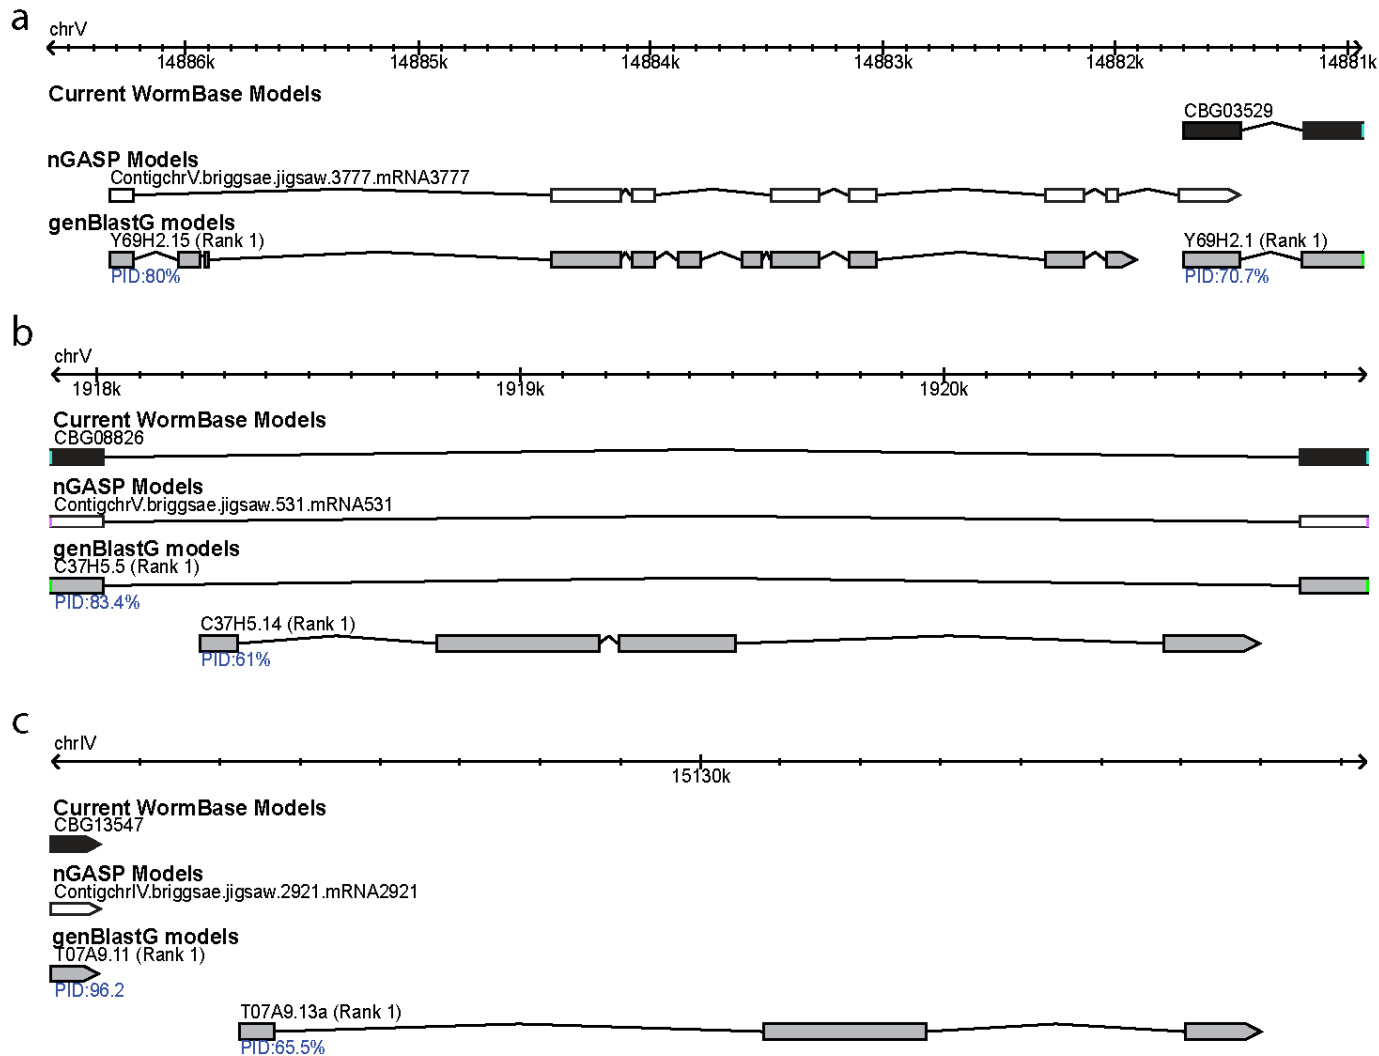 a
chrV
14886k 14885k 14884k 14883k 14882k 14881k
Current WormBase Models
CBG03529
nGASP Models
ContigchrV.briggsae.jigsaw.3777.mRNA3777
genBlastG models
Y69H2.15 (Rank 1) Y69H2.1 (Rank 1)
PID:80% PID:70.7%
b
chrV
1918k 1919k 1920k
Current WormBase Models
CBG08826
nGASP Models
ContigchrV.briggsae.jigsaw.531.mRNA531
genBlastG models
C37H5.5 (Rank 1)
PID:83.4%
C37H5.14 (Rank 1)
PID:61%
c
chrIV
15130k
Current WormBase Models
CBG13547
nGASP Models
ContigchrIV.briggsae.jigsaw.2921.mRNA2921
genBlastG models
T07A9.11 (Rank 1)
PID:96.2
T07A9.13a (Rank 1)
PID:65.5%